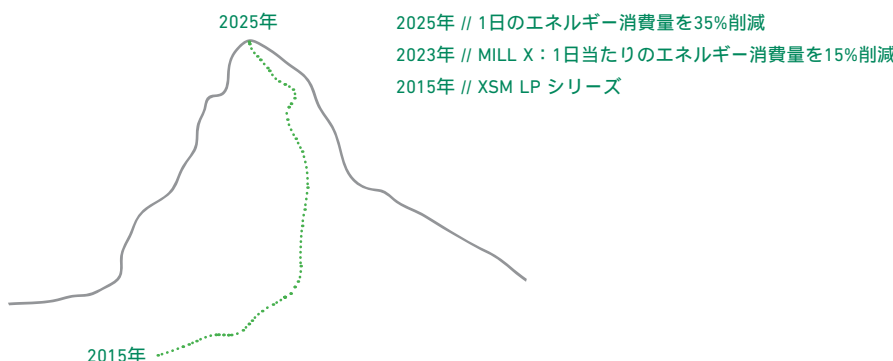 2025年
2025年 // 1日のエネルギー消費量を35%削減
2023年 // MILL X：1日当たりのエネルギー消費量を15%削減
2015年 // XSM LP シリーズ
2015年